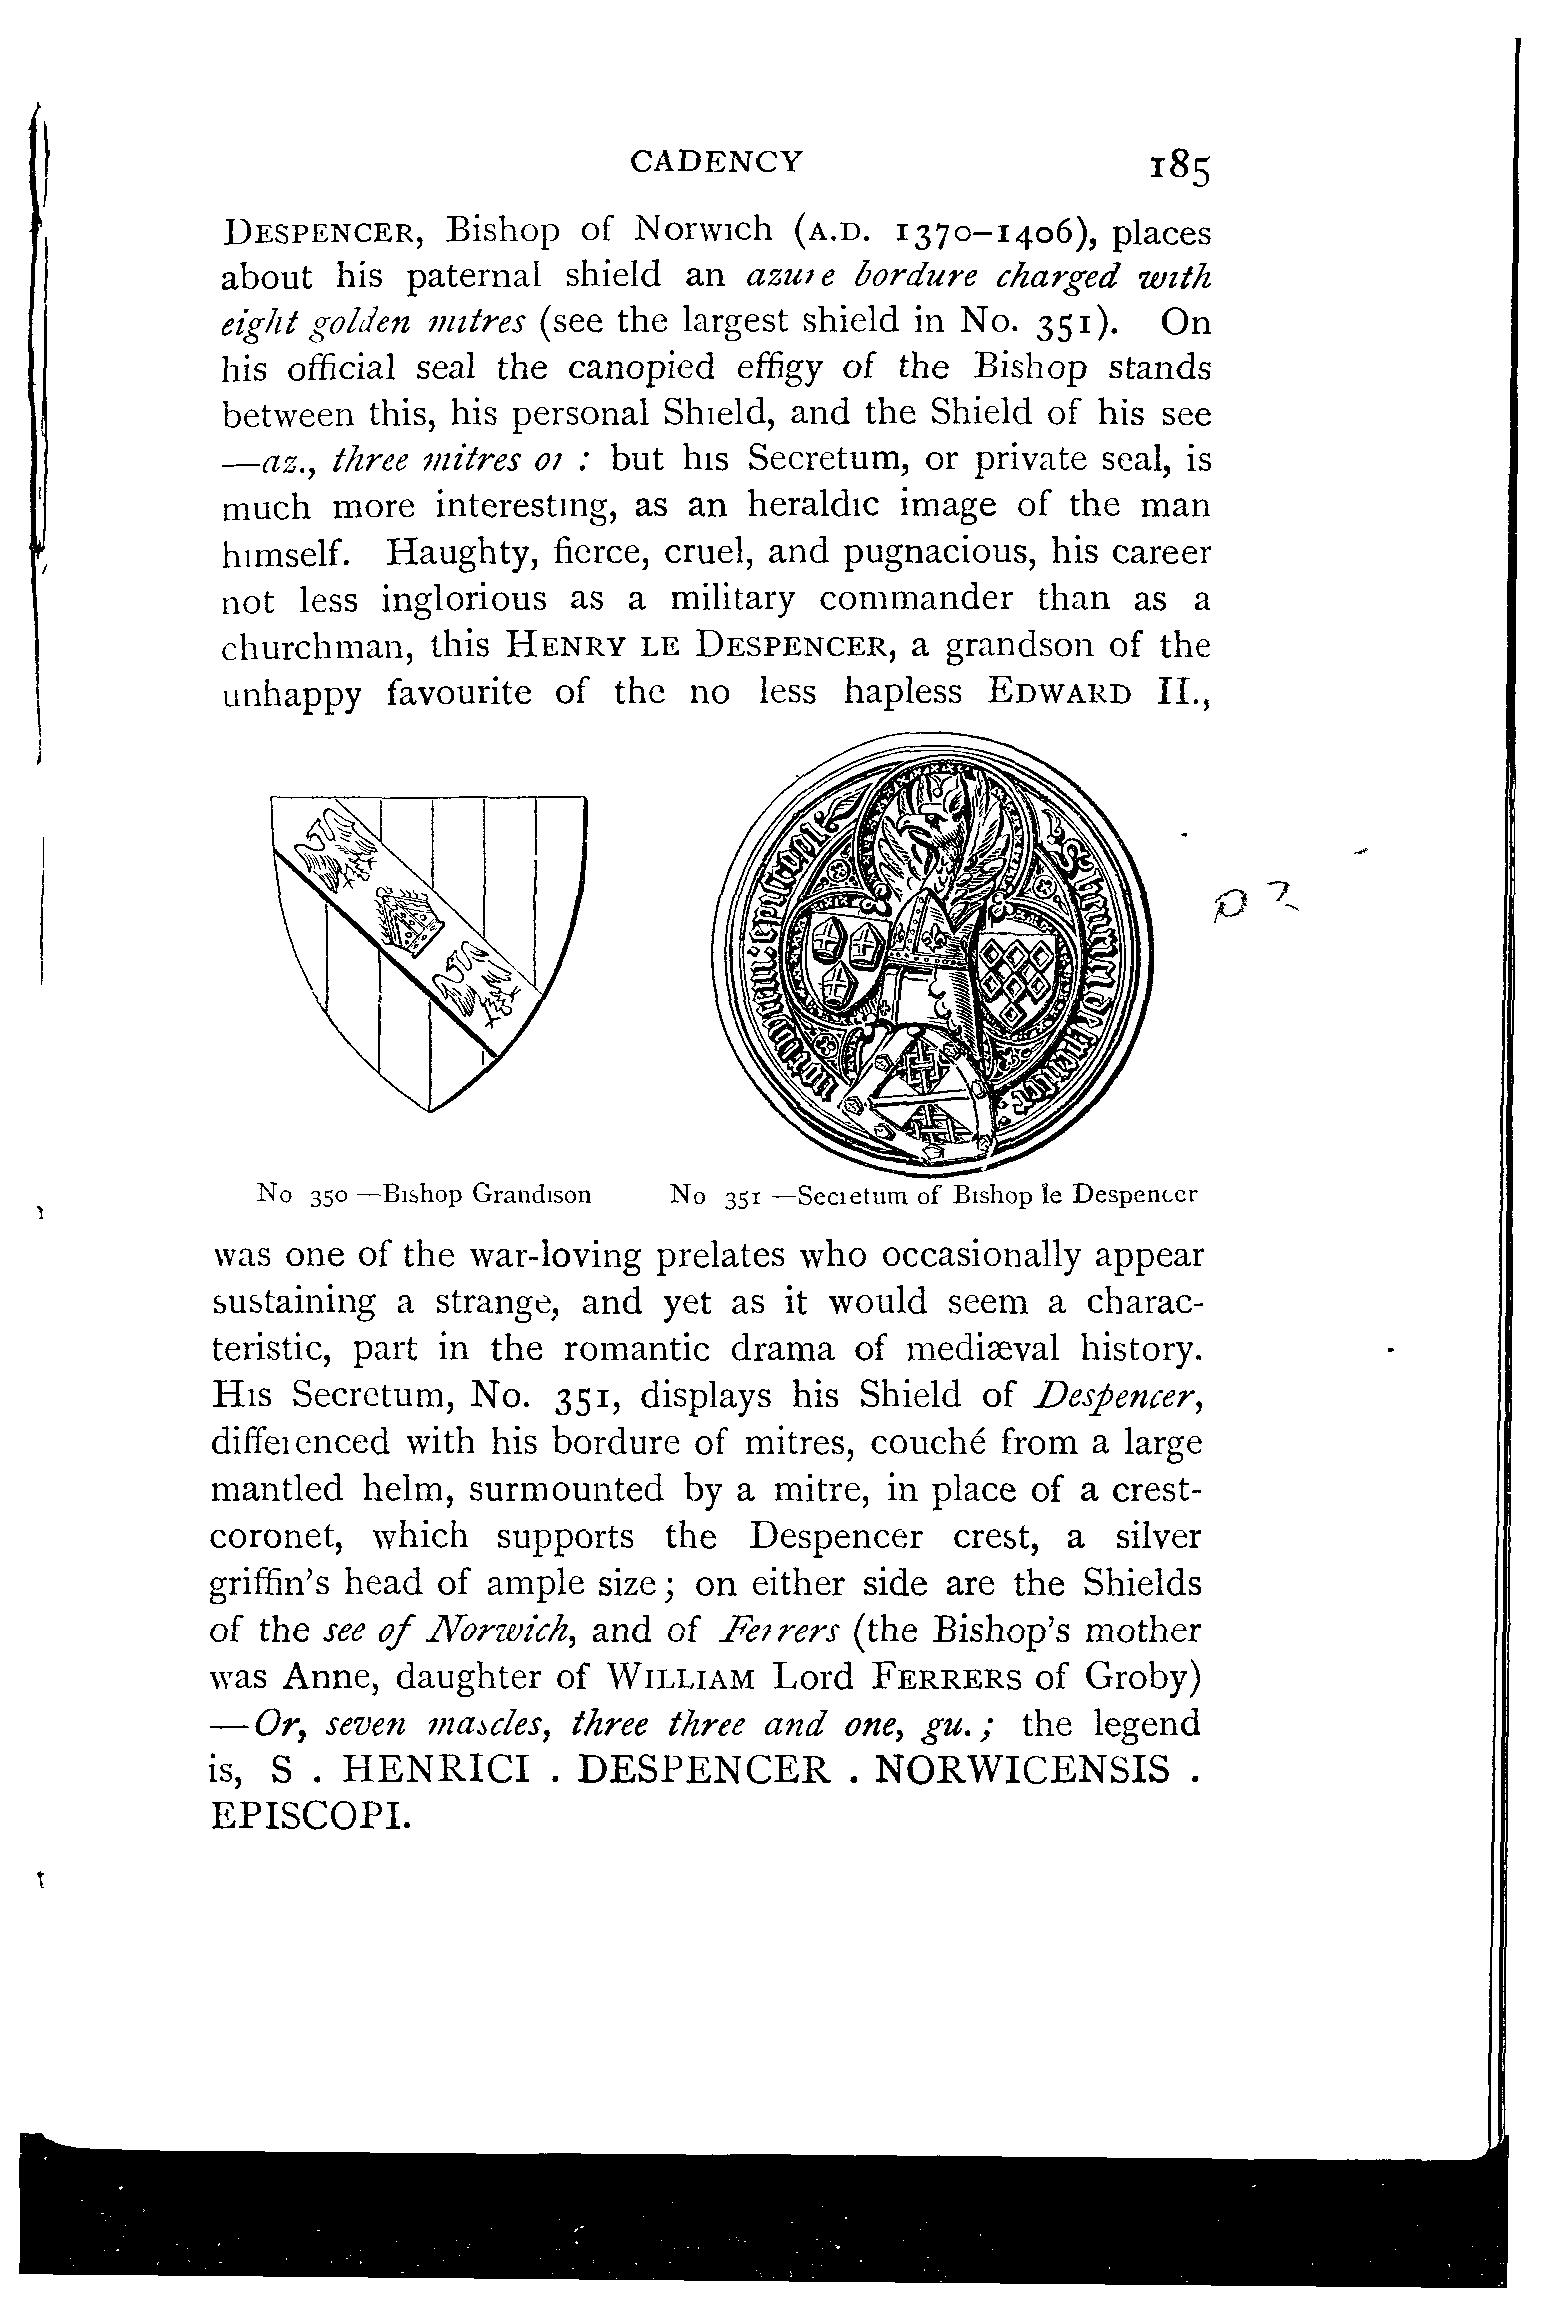 CADENCY 185
DESPENCER, Bishop of Norwich (A.D. 1370–1406), places
about his paternal shield an azure bordure charged with
eight golden mitres (see the largest shield in No. 351). On
his official seal the canopied effigy of the Bishop stands
between this, his personal Shield, and the Shield of his see
—az., three mitres or : but his Secretum, or private seal, is
much more interesting, as an heraldic image of the man
himself. Haughty, fierce, cruel, and pugnacious, his career
not less inglorious as a military commander than as a
churchman, this HENRY LE DESPENCER, a grandson of the
unhappy favourite of the no less hapless EDWARD II.,
No 350 —Bishop Grandison
No 351 —Secretum of Bishop le Despencer
was one of the war-loving prelates who occasionally appear
sustaining a strange, and yet as it would seem a charac-
teristic, part in the romantic drama of mediæval history.
His Secretum, No. 351, displays his Shield of Despencer,
differenced with his bordure of mitres, couché from a large
mantled helm, surmounted by a mitre, in place of a crest-
coronet, which supports the Despencer crest, a silver
griffin's head of ample size; on either side are the Shields
of the see of Norwich, and of Ferrers (the Bishop's mother
was Anne, daughter of WILLIAM Lord FERRERS of Groby)
—Or, seven mascles, three three and one, gu.; the legend
is, S . HENRICI . DESPENCER . NORWICENSIS .
EPISCOPI.